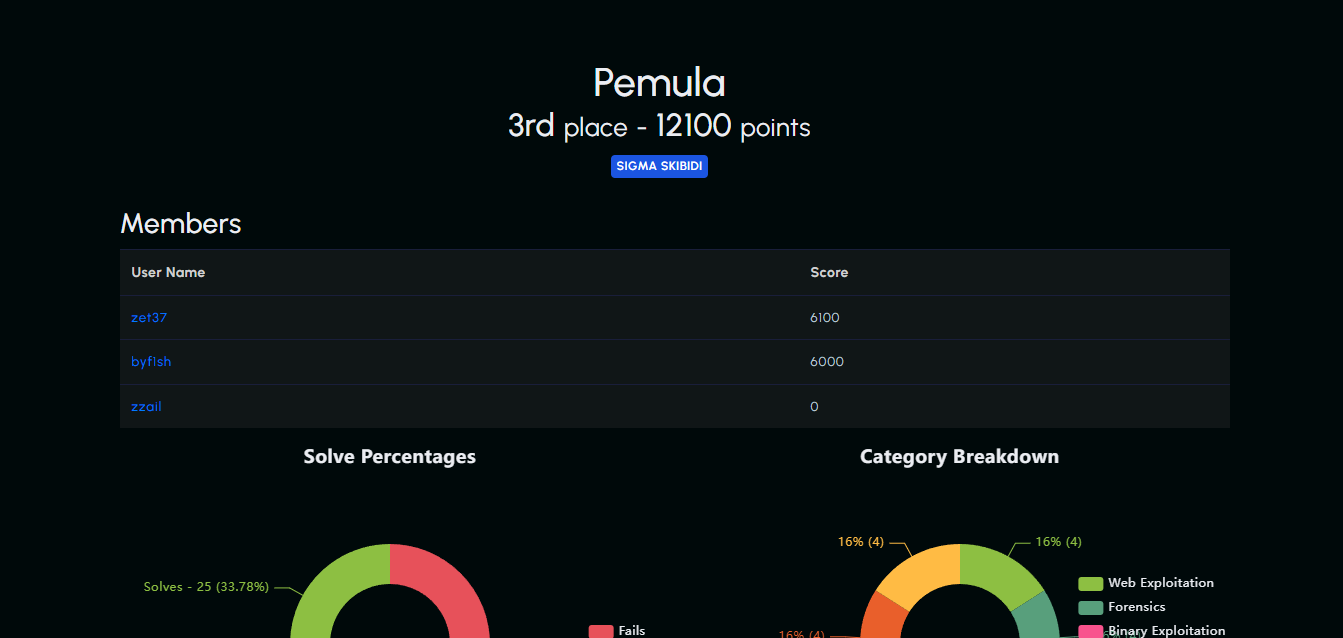 Pemula
3rd place - 12100 points
SIGMA SKIBIDI
Members
User Name Score
zet37 6100
byf1sh 6000
zzail 0
Solve Percentages
Category Breakdown
Solves - 25 (33.78%)
Fails
16% (4)
16% (4)
Web Exploitation
Forensics
Binary Exploitation
16% (4)